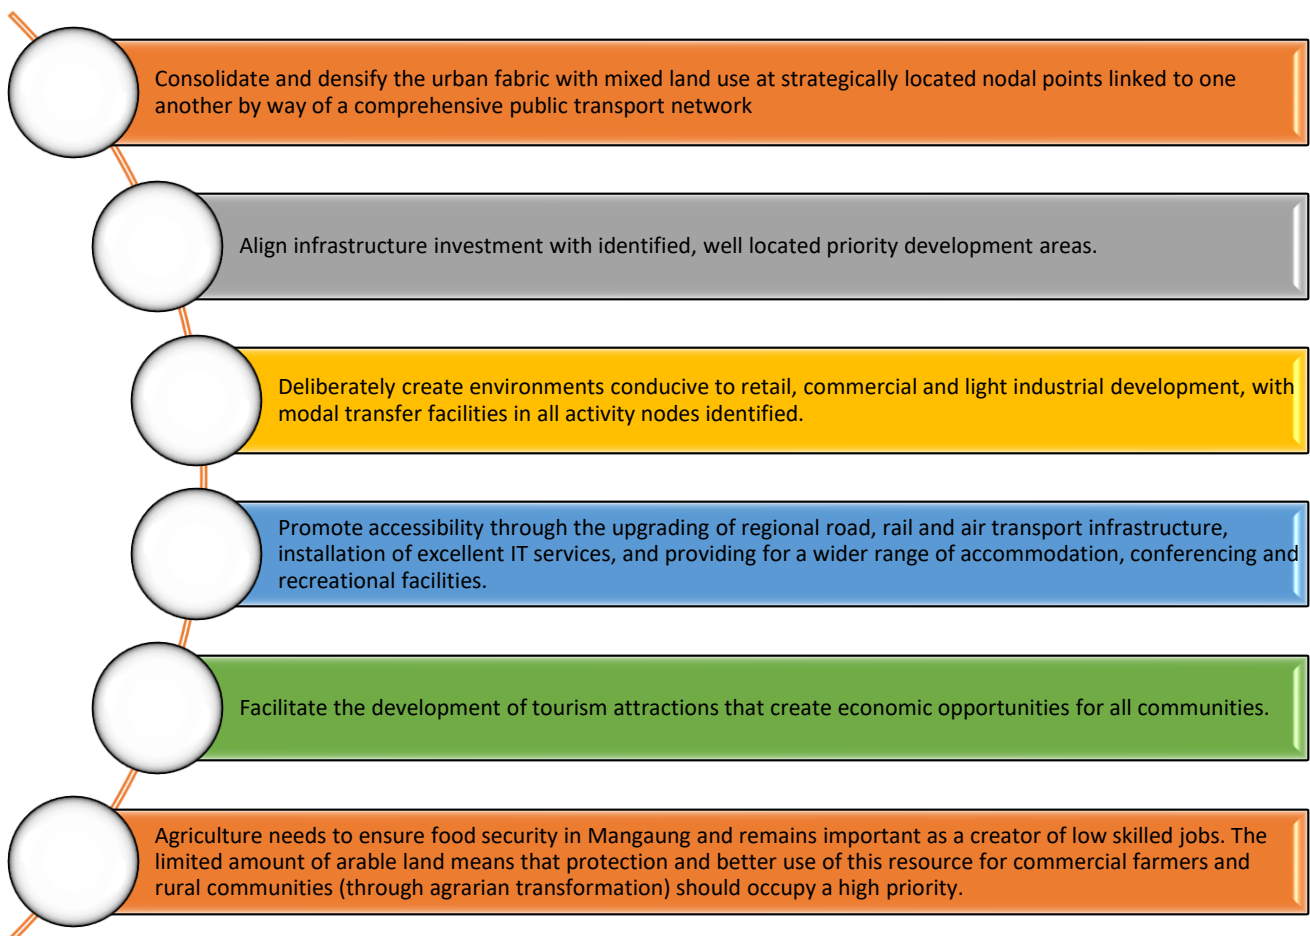 Consolidate and densify the urban fabric with mixed land use at strategically located nodal points linked to one
another by way of a comprehensive public transport network
Align infrastructure investment with identified, well located priority development areas.
Deliberately create environments conducive to retail, commercial and light industrial development, with
modal transfer facilities in all activity nodes identified.
Promote accessibility through the upgrading of regional road, rail and air transport infrastructure,
installation of excellent IT services, and providing for a wider range of accommodation, conferencing and
recreational facilities.
Facilitate the development of tourism attractions that create economic opportunities for all communities.
Agriculture needs to ensure food security in Mangaung and remains important as a creator of low skilled jobs. The
limited amount of arable land means that protection and better use of this resource for commercial farmers and
rural communities (through agrarian transformation) should occupy a high priority.